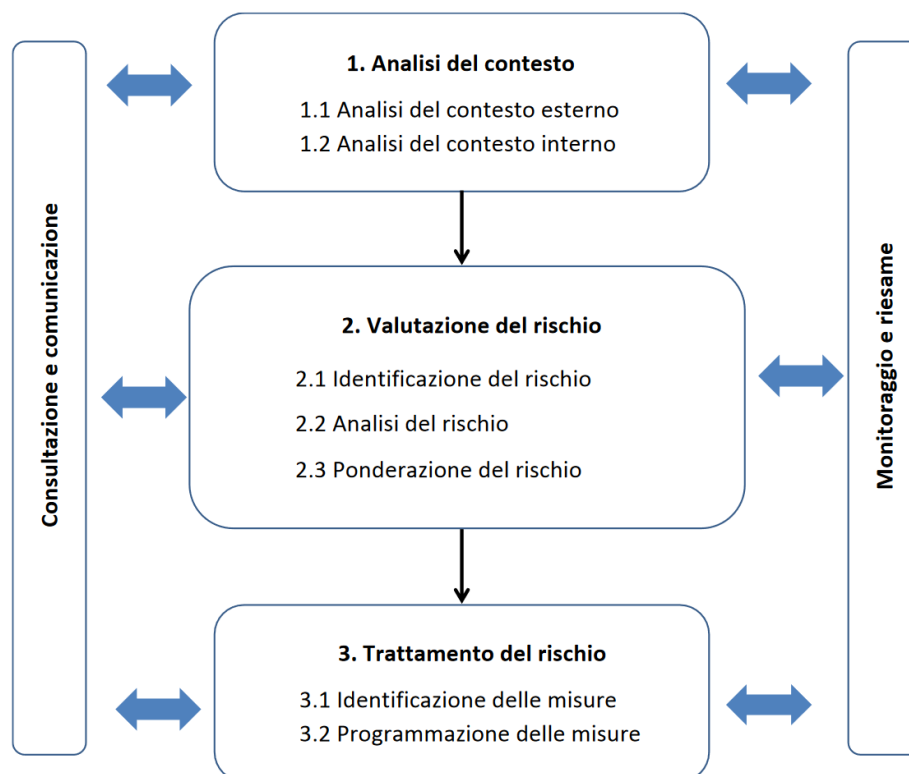 Consultazione e comunicazione
1. Analisi del contesto
1.1 Analisi del contesto esterno
1.2 Analisi del contesto interno
2. Valutazione del rischio
2.1 Identificazione del rischio
2.2 Analisi del rischio
2.3 Ponderazione del rischio
3. Trattamento del rischio
3.1 Identificazione delle misure
3.2 Programmazione delle misure
Monitoraggio e riesame